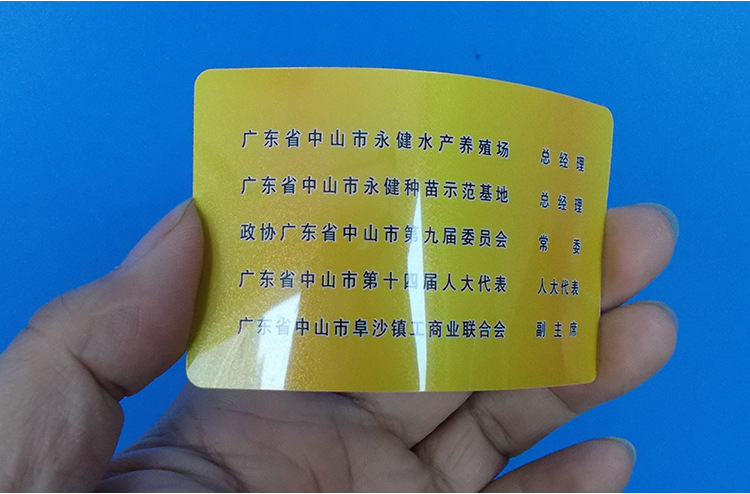 广东省中山市永健水产养殖场 总经理
广东省中山市永健种苗示范基地 总经理
政协广东省中山市第九届委员会 常委
广东省中山市第十四届人大代表 人大代表
广东省中山市阜沙镇工商业联合会 副主席